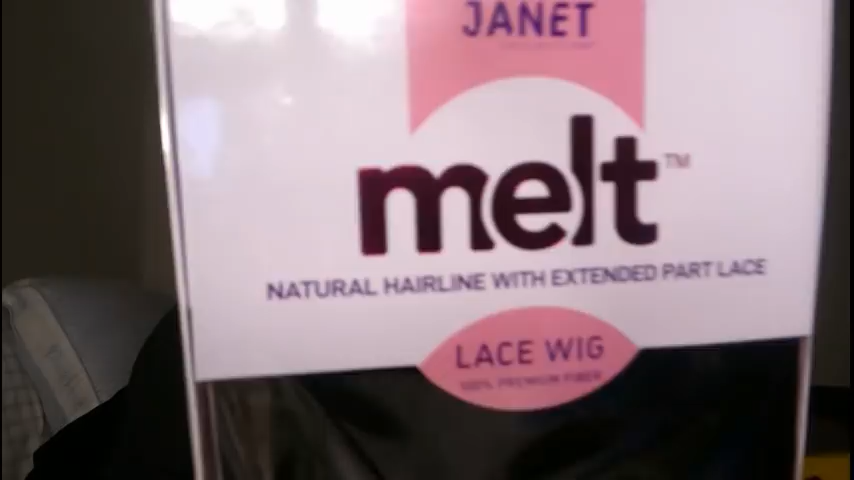 JANET
melt™
NATURAL HAIRLINE WITH EXTENDED PART LACE
LACE WIG
100% PREMIUM FIBER